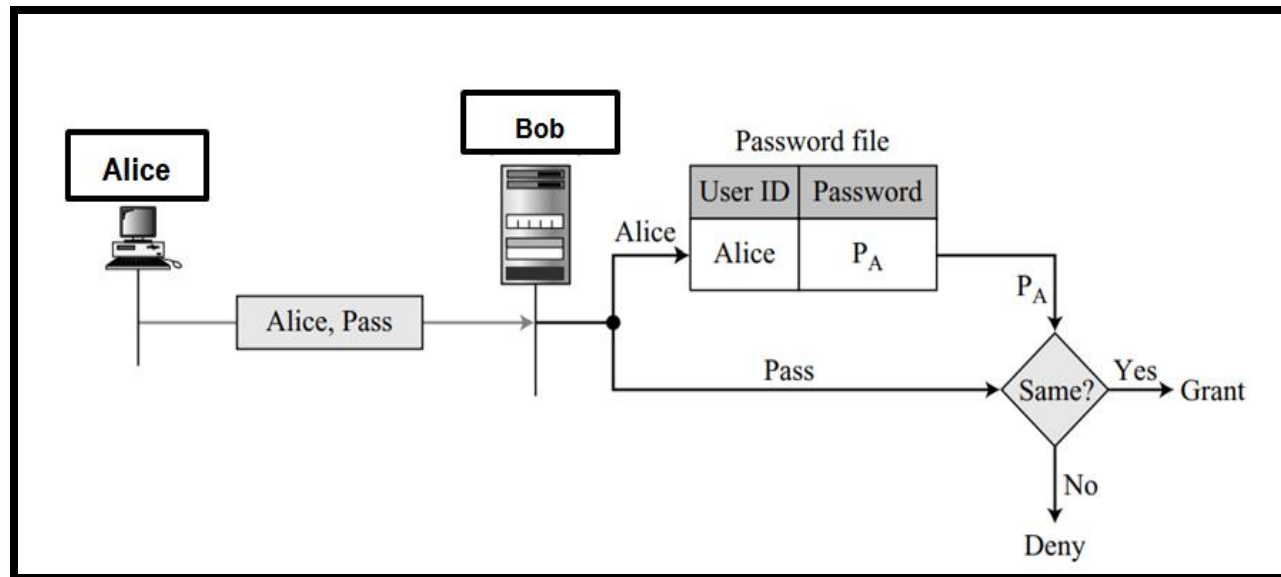 Alice
Bob
Password file
User ID Password
Alice
Alice P_A
P_A
Alice, Pass
Pass
Same?
Yes
Grant
No
Deny